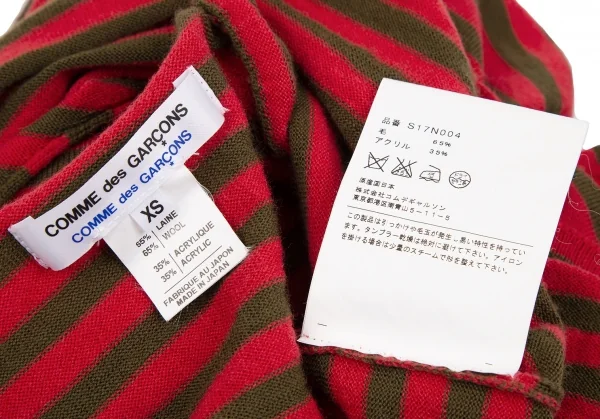 COMME des GARÇONS
*
COMME des GARÇONS
XS
65% LAINE
65% WOOL
35% ACRYLIQUE
35% ACRYLIC
FABRIQUE AU JAPON
MADE IN JAPAN
品番 S17N004
毛 65%
アクリル 35%
原産国日本
株式会社コムデギャルソン
東京都港区南青山5-11-5
この製品はひっかけや毛玉が発生し易い特性を持ってい
ます。タンブラー乾燥は絶対に避けて下さい。アイロン
を掛ける場合は少量のスチームで形を整えて下さい。